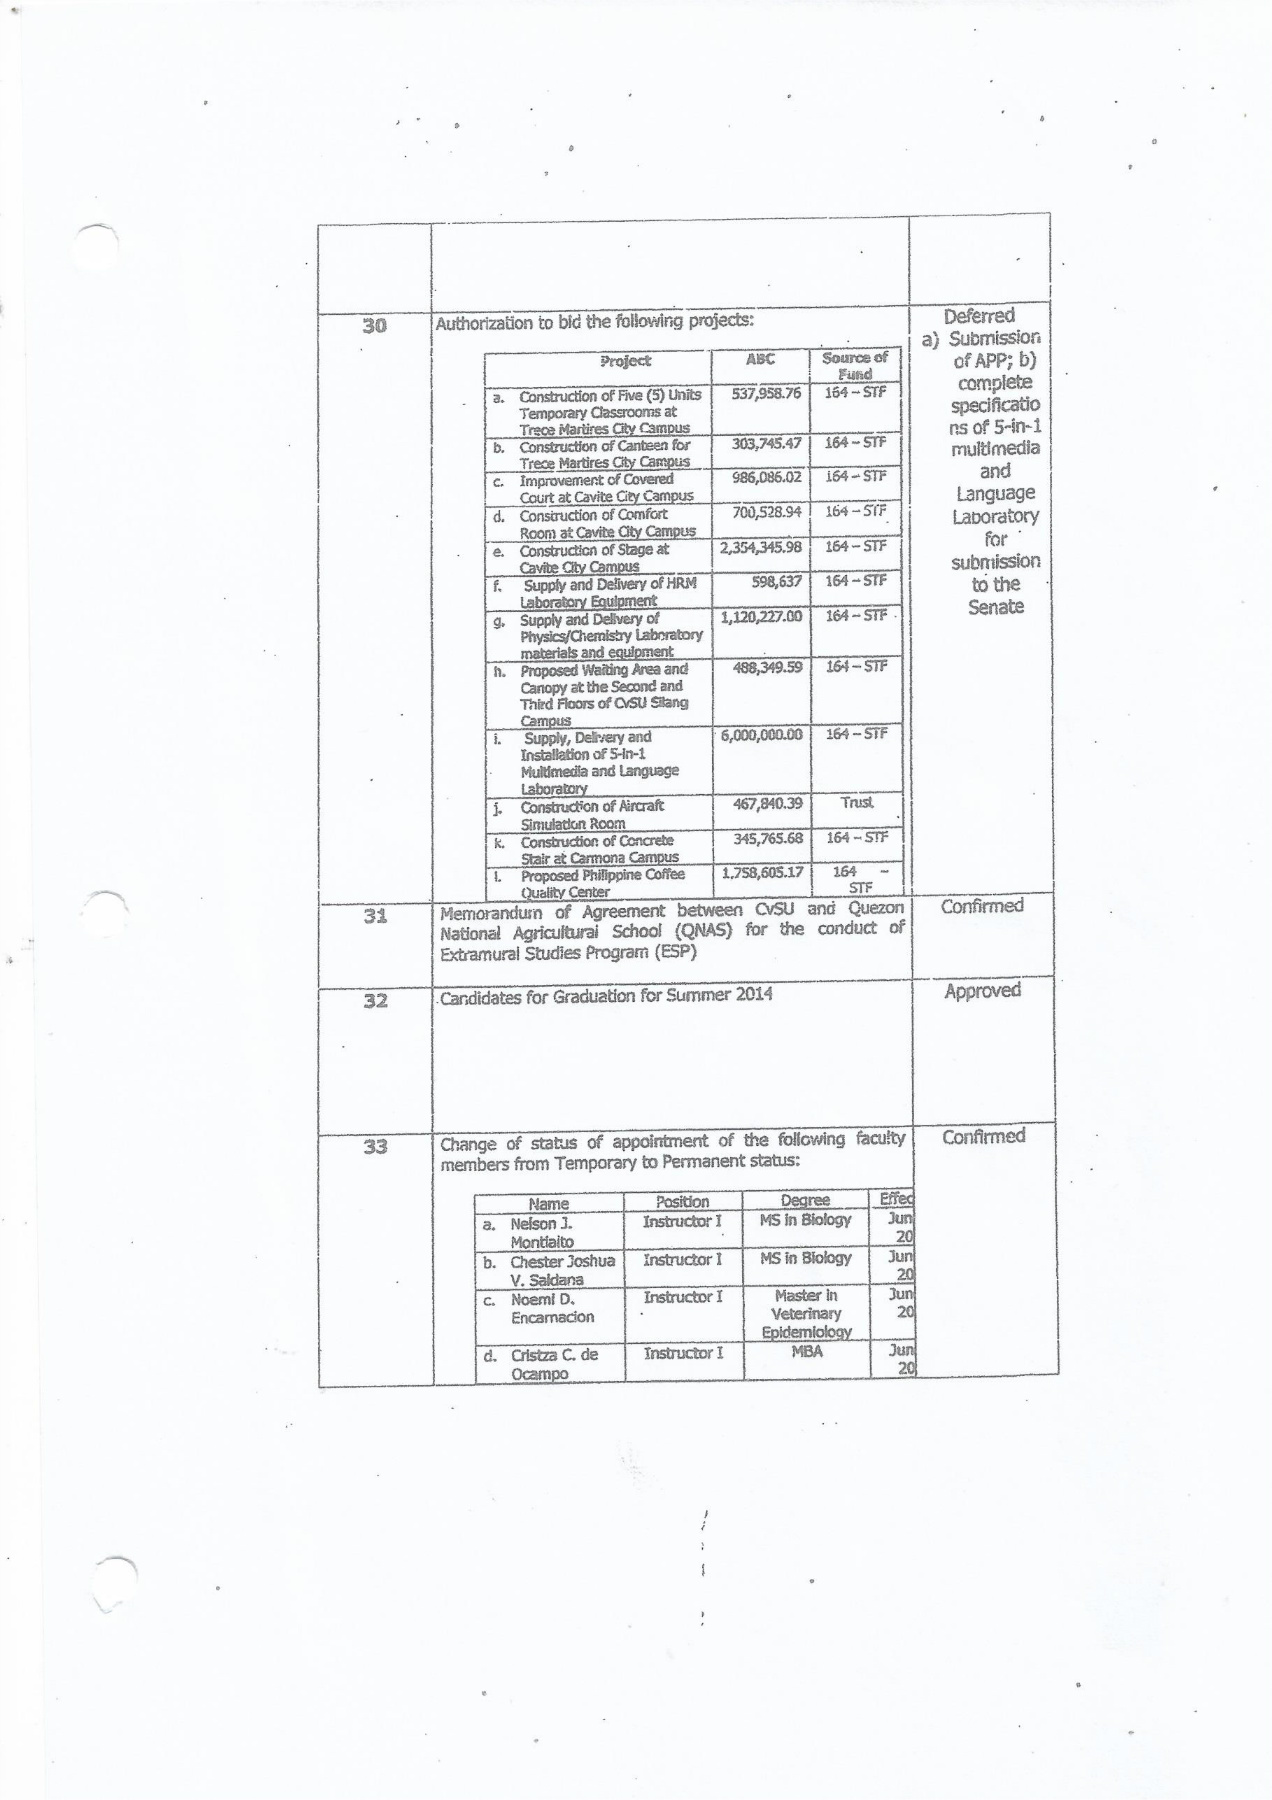 30
Authorization to bid the following projects:
Deferred
a) Submission
of APP; b)
complete
specificatio
ns of 5-in-1
multimedia
and
Language
Laboratory
for
submission
to the
Senate
Project ABC Source of
Fund
a. Construction of Five (5) Units 537,958.76 164 – STF
Temporary Classrooms at
Trece Martires City Campus
b. Construction of Canteen for 303,745.47 164 – STF
Trece Martires City Campus
c. Improvement of Covered 986,086.02 164 – STF
Court at Cavite City Campus
d. Construction of Comfort 700,528.94 164 – STF
Room at Cavite City Campus
e. Construction of Stage at 2,354,345.98 164 – STF
Cavite City Campus
f. Supply and Delivery of HRM 598,637 164 – STF
Laboratory Equipment
g. Supply and Delivery of 1,120,227.00 164 – STF
Physics/Chemistry Laboratory
materials and equipment
h. Proposed Waiting Area and 488,349.59 164 – STF
Canopy at the Second and
Third Floors of CvSU Silang
Campus
i. Supply, Delivery and 6,000,000.00 164 – STF
Installation of 5-in-1
Multimedia and Language
Laboratory
j. Construction of Aircraft 467,840.39 Trust
Simulation Room
k. Construction of Concrete 345,765.68 164 – STF
Stair at Carmona Campus
l. Proposed Philippine Coffee 1,758,605.17 164 –
Quality Center STF
31 Memorandum of Agreement between CvSU and Quezon Confirmed
National Agricultural School (QNAS) for the conduct of
Extramural Studies Program (ESP)
32 Candidates for Graduation for Summer 2014 Approved
33 Change of status of appointment of the following faculty Confirmed
members from Temporary to Permanent status:
Name Position Degree Effec
a. Nelson J. Instructor I MS in Biology Jun
Montialto 20
b. Chester Joshua Instructor I MS in Biology Jun
V. Saldana 20
c. Noemi D. Instructor I Master in Jun
Encarnacion Veterinary 20
Epidemiology
d. Cristza C. de Instructor I MBA Jun
Ocampo 20